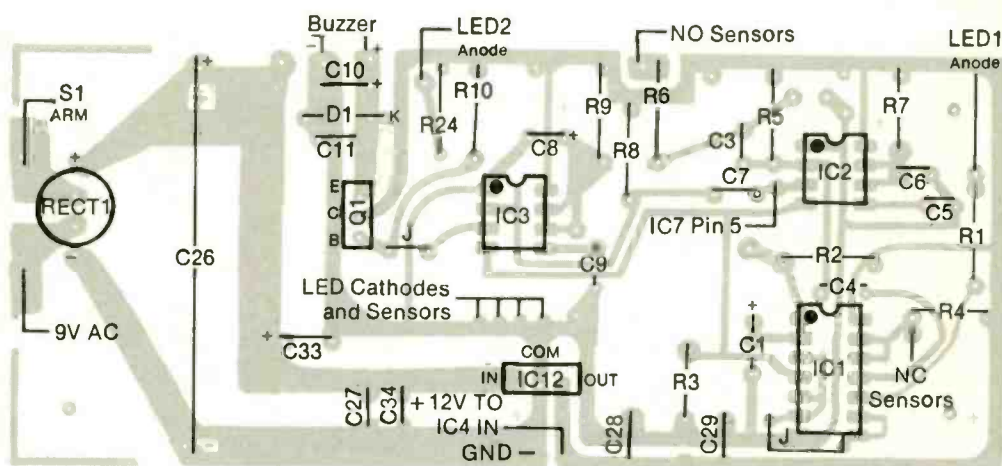 Buzzer
- +
LED2
Anode
NO Sensors
LED1
Anode
S1
ARM
+
C10
+
R10
R9
R6
R5
R7
D1
K
R24
C8
+
R8
C3
C11
IC2
C6
C7
C5
RECT1
E
C
B
Q1
IC3
IC7 Pin 5
R1
J
C26
R2
C9
C4
-
LED Cathodes
and Sensors
9V AC
+
C33
COM
IN
IC12
OUT
+
C1
IC1
R4
R3
NC
Sensors
C27
C34
+ 12V TO
IC4 IN
GND
C28
C29
J